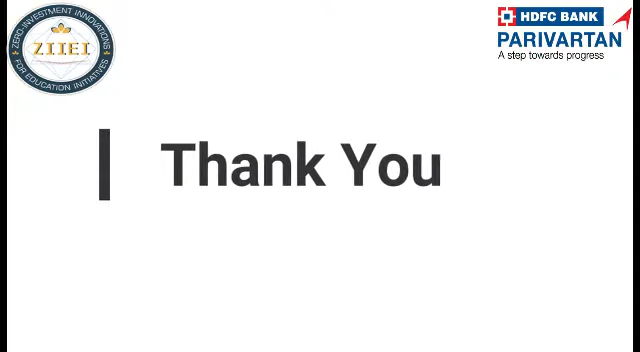 ZERO-INVESTMENT INNOVATIONS
ZIIEI
FOR EDUCATION INITIATIVES
HDFC BANK
PARIVARTAN
A step towards progress
Thank You